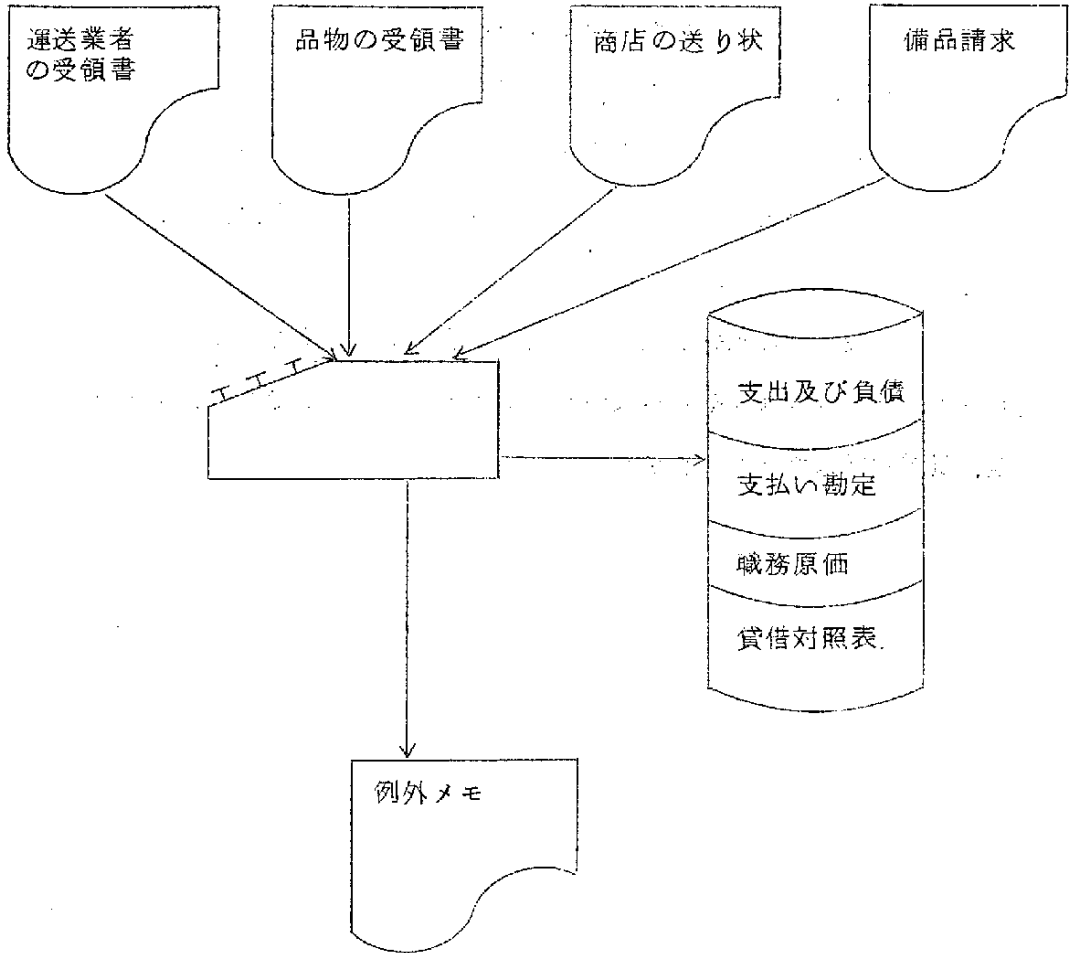 運送業者
の受領書
品物の受領書
商店の送り状
備品請求
支出及び負債
支払い勘定
職務原価
貸借対照表
例外メモ